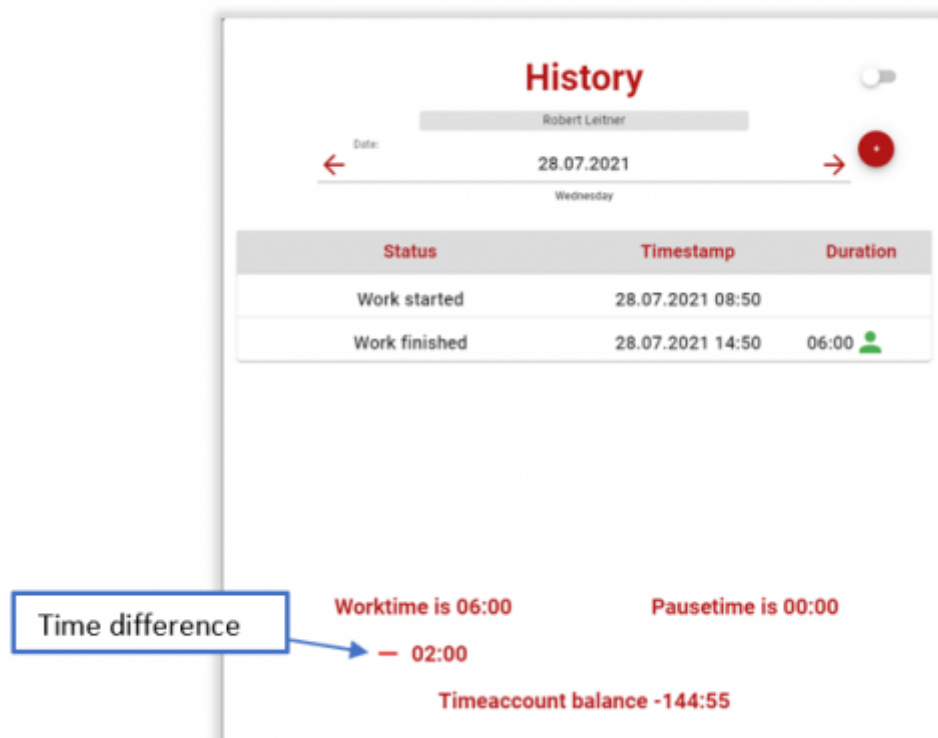 History
Robert Leitner
Date:
28.07.2021
Wednesday
Status Timestamp Duration
Work started 28.07.2021 08:50
Work finished 28.07.2021 14:50 06:00
Worktime is 06:00 Pausetime is 00:00
Time difference
— 02:00
Timeaccount balance -144:55